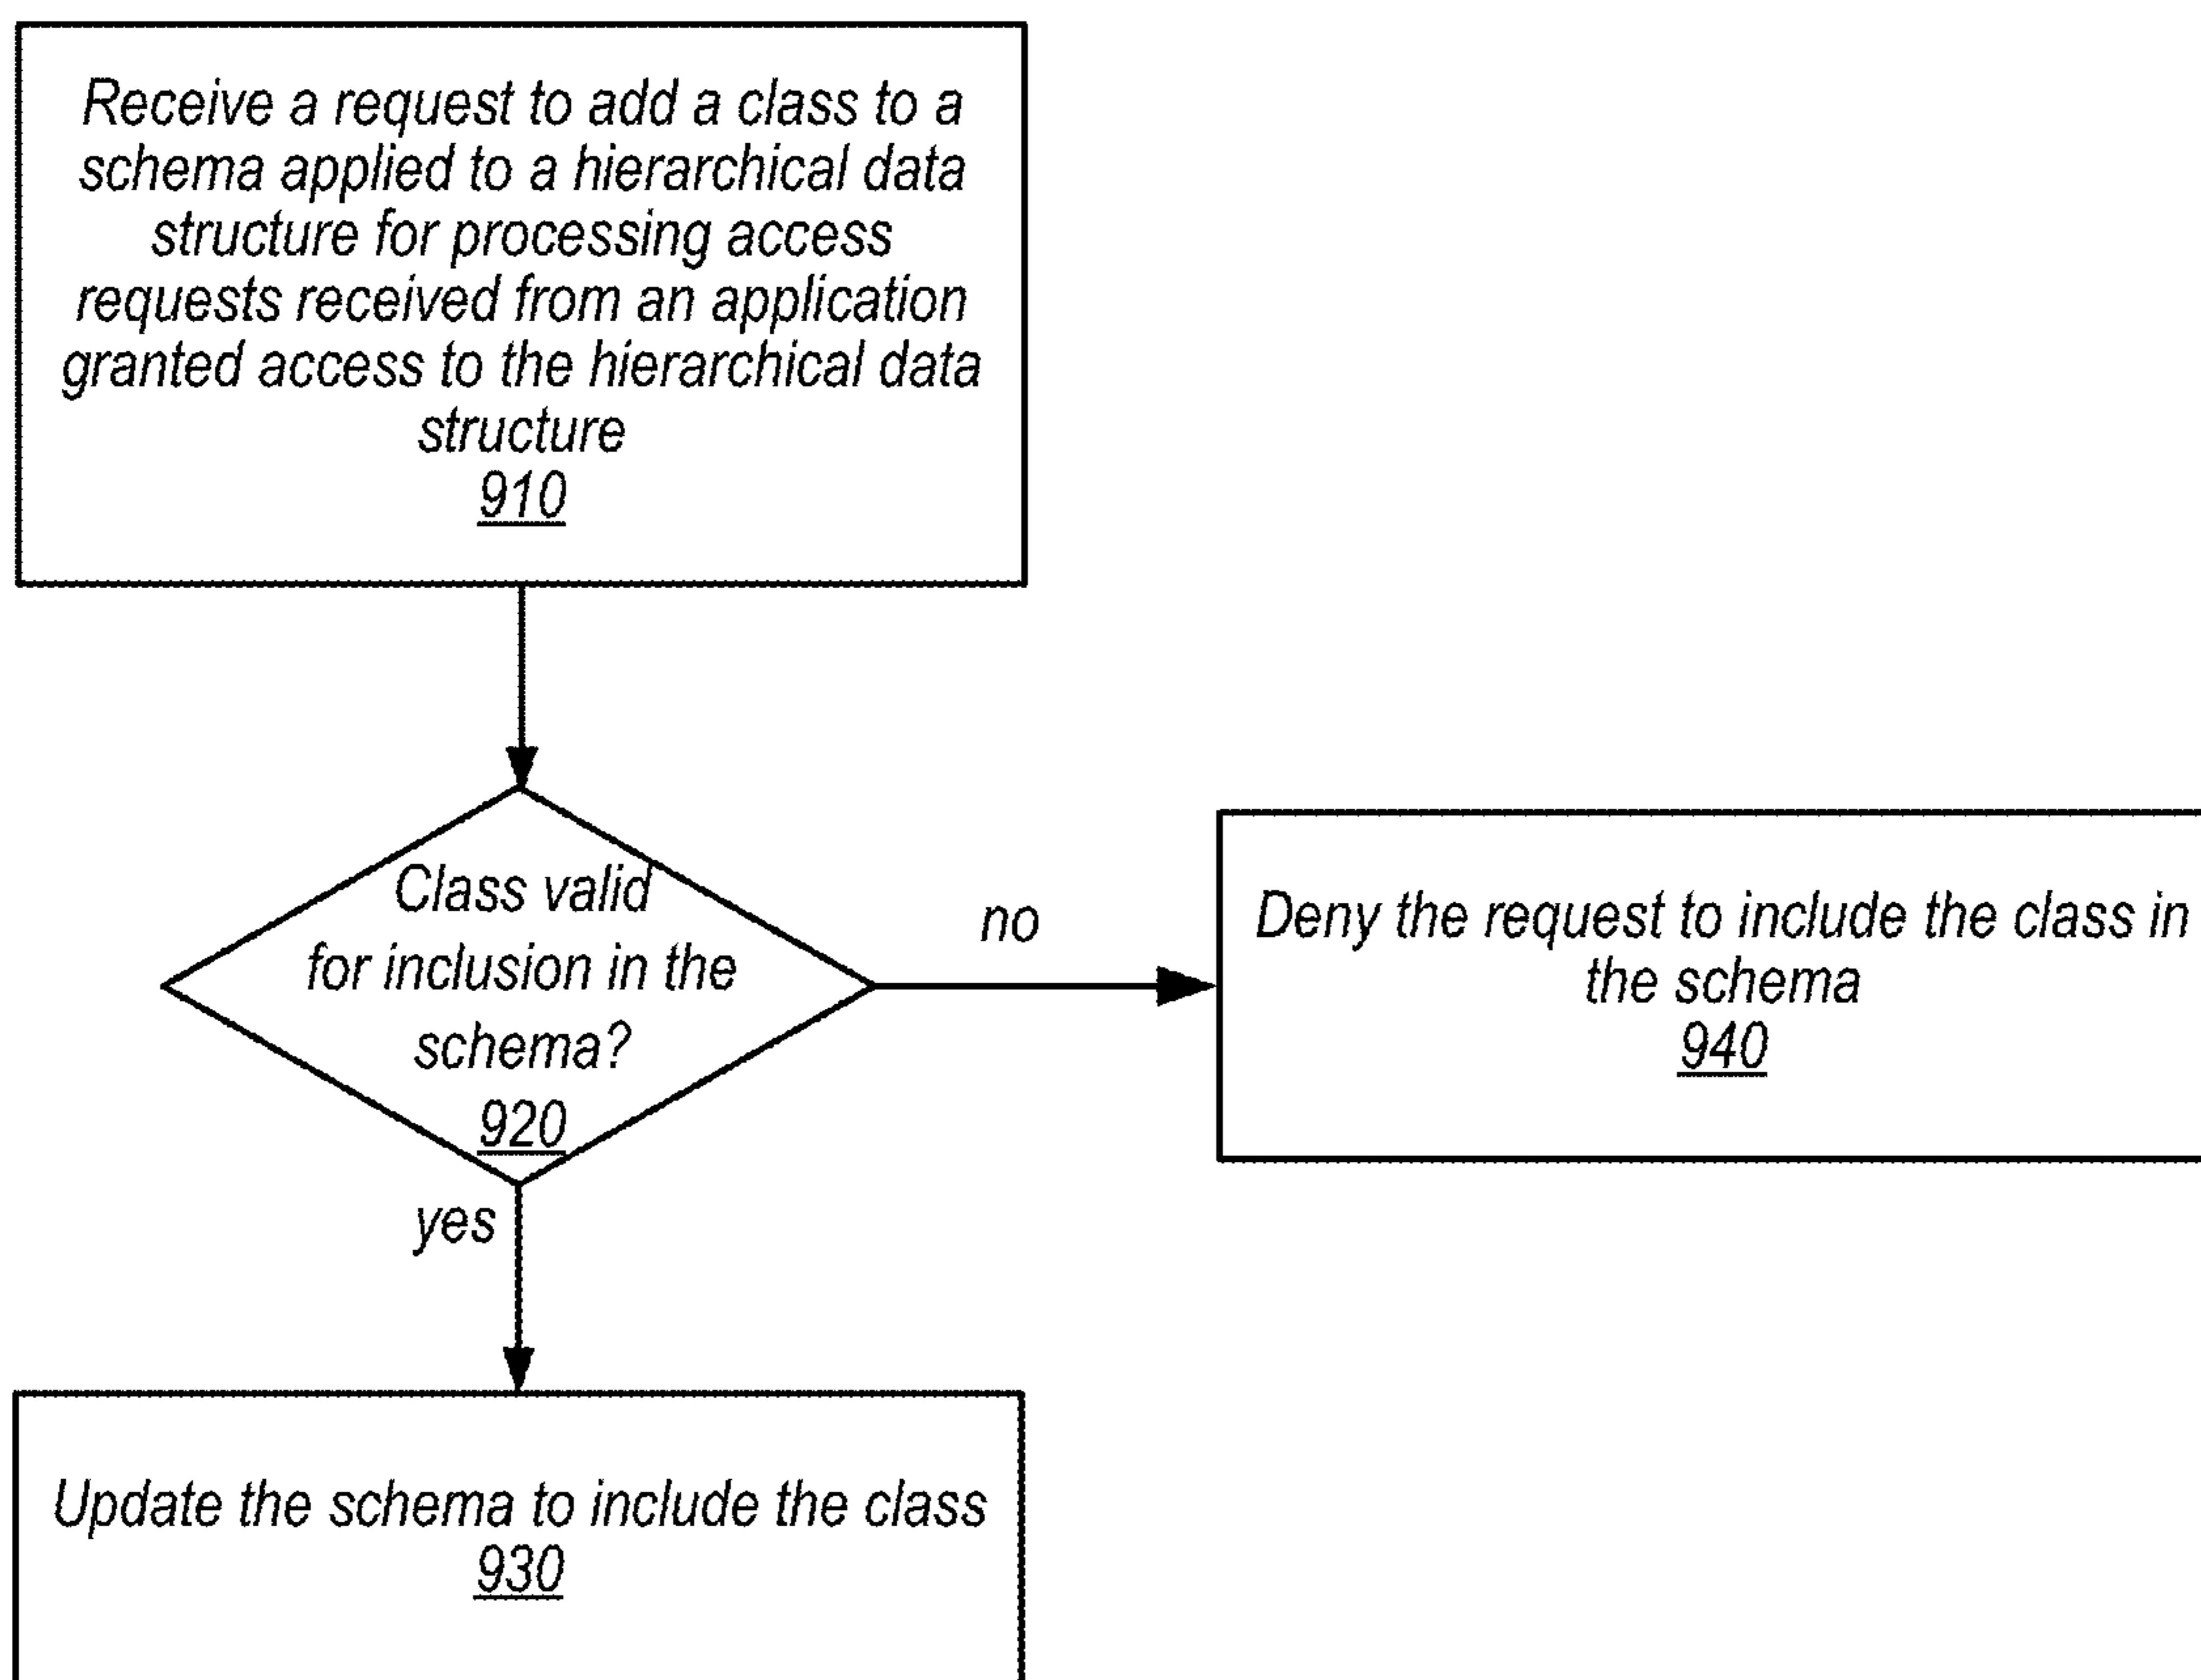 Receive a request to add a class to a
schema applied to a hierarchical data
structure for processing access
requests received from an application
granted access to the hierarchical data
structure
910
Class valid
for inclusion in the
schema?
920
no
Deny the request to include the class in
the schema
940
yes
Update the schema to include the class
930